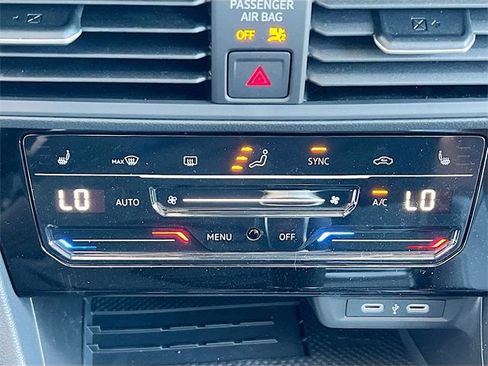 PASSENGER
AIR BAG
OFF
MAX
SYNC
LO AUTO A/C LO
MENU OFF